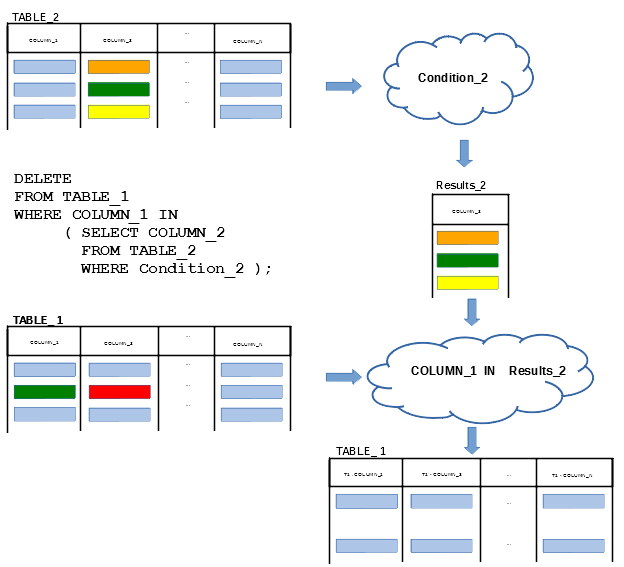 TABLE_2
COLUMN_1 COLUMN_2 ... COLUMN_n
...
...
...
Condition_2
DELETE
FROM TABLE_1
WHERE COLUMN_1 IN
( SELECT COLUMN_2
FROM TABLE_2
WHERE Condition_2 );
Results_2
COLUMN_2
TABLE_1
COLUMN_1 COLUMN_2 ... COLUMN_n
...
...
...
COLUMN_1 IN Results_2
TABLE_1
T1 - COLUMN_1 T1 - COLUMN_2 ... T1 - COLUMN_n
...
...